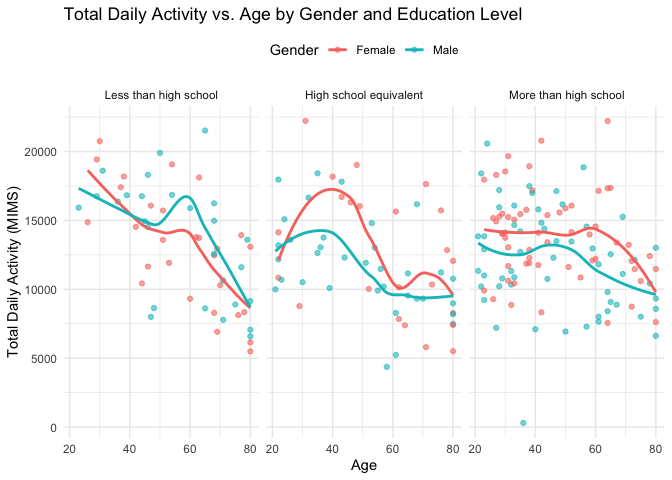 Total Daily Activity vs. Age by Gender and Education Level
Gender Female Male
Less than high school High school equivalent More than high school
20000
15000
10000
5000
0
20 40 60 80 20 40 60 80 20 40 60 80
Age
Total Daily Activity (MIMS)